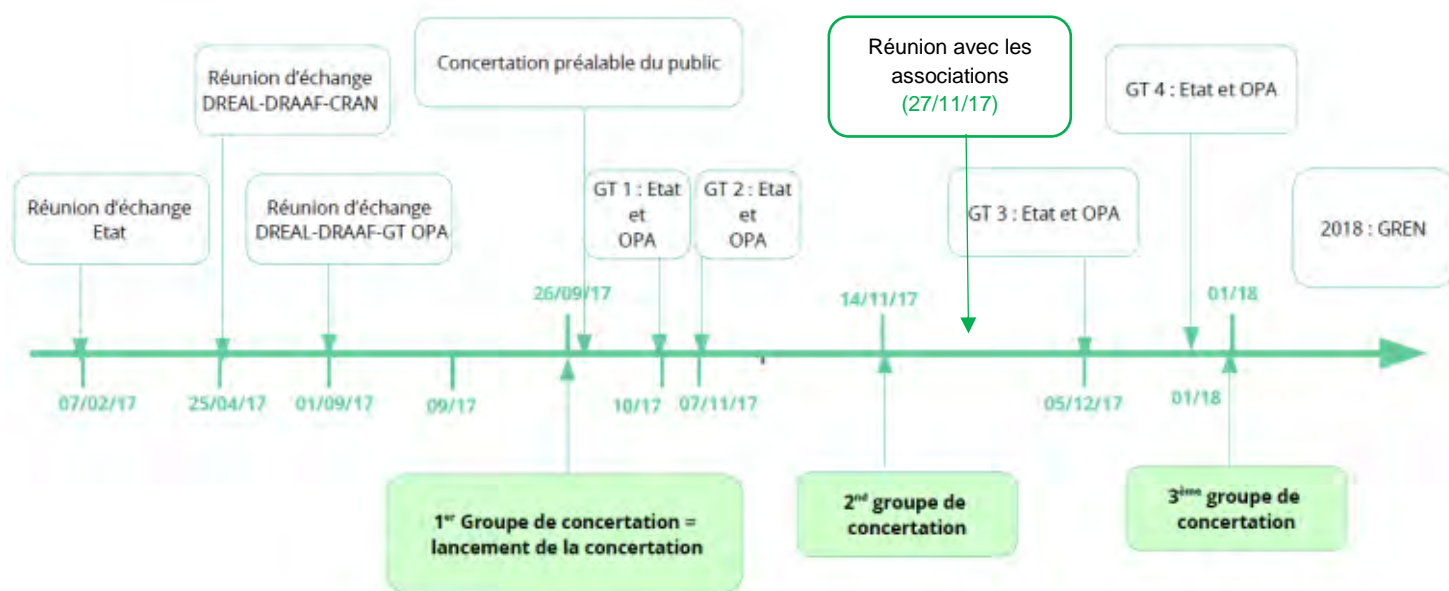 Réunion d'échange
DREAL-DRAAF-CRAN
Concertation préalable du public
Réunion avec les
associations
(27/11/17)
GT 4 : Etat et OPA
Réunion d'échange
Etat
Réunion d'échange
DREAL-DRAAF-GT OPA
GT 1 : Etat
et
OPA
GT 2 : Etat
et
OPA
GT 3 : Etat et OPA
2018 : GREN
26/09/17
14/11/17
01/18
07/02/17
25/04/17
01/09/17
09/17
10/17
07/11/17
05/12/17
01/18
1er Groupe de concertation =
lancement de la concertation
2nd groupe de
concertation
3ème groupe de
concertation